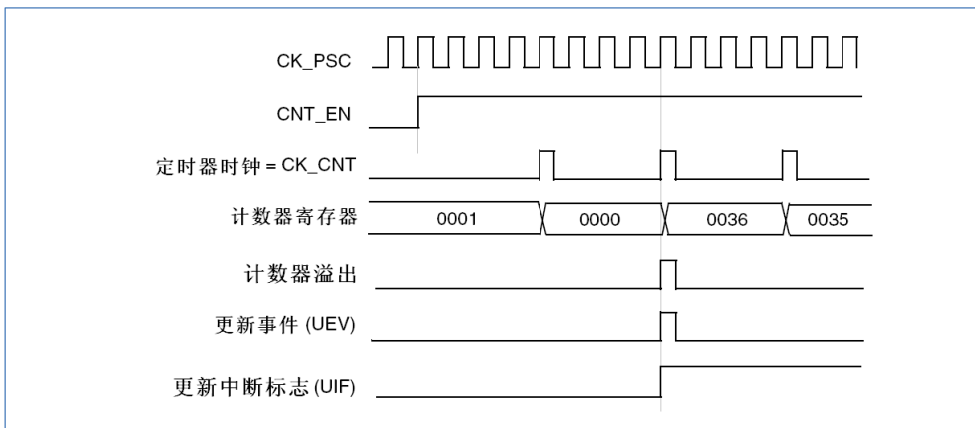 CK_PSC
CNT_EN
定时器时钟 = CK_CNT
计数器寄存器 0001 0000 0036 0035
计数器溢出
更新事件 (UEV)
更新中断标志 (UIF)